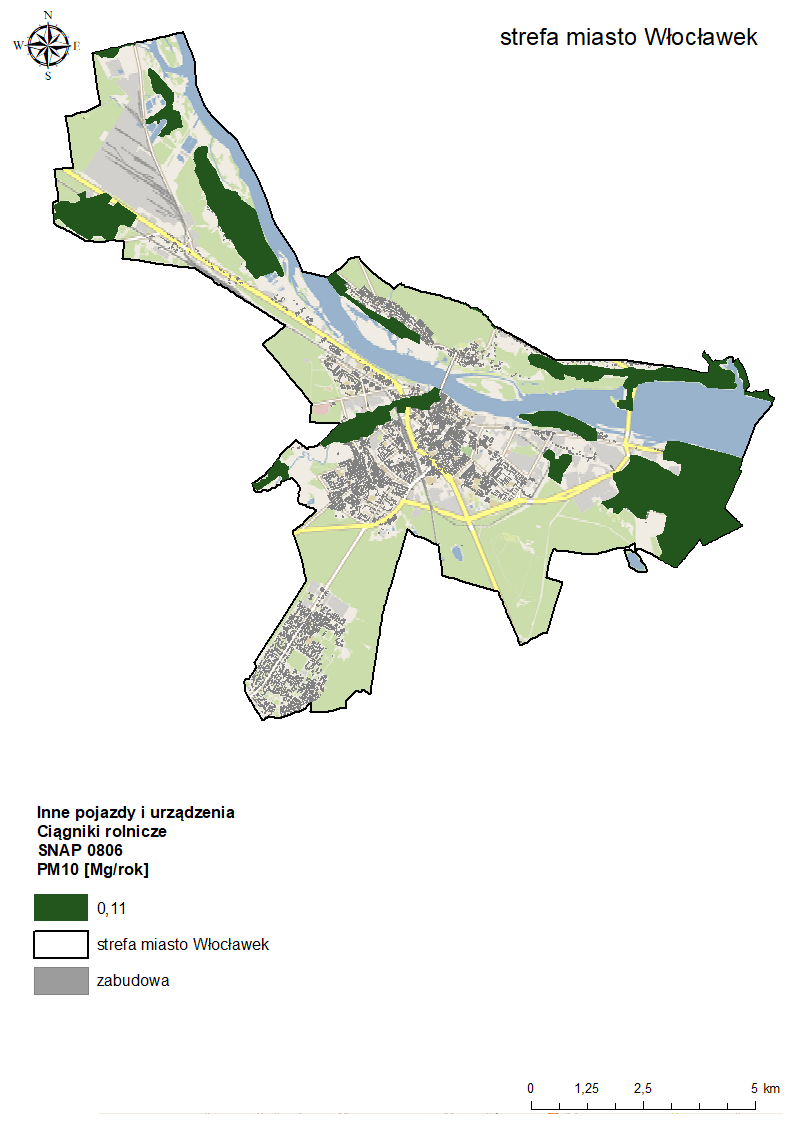 N
strefa miasto Włocławek
W E
S
Inne pojazdy i urządzenia
Ciągniki rolnicze
SNAP 0806
PM10 [Mg/rok]
0,11
strefa miasto Włocławek
zabudowa
0 1,25 2,5 5 km